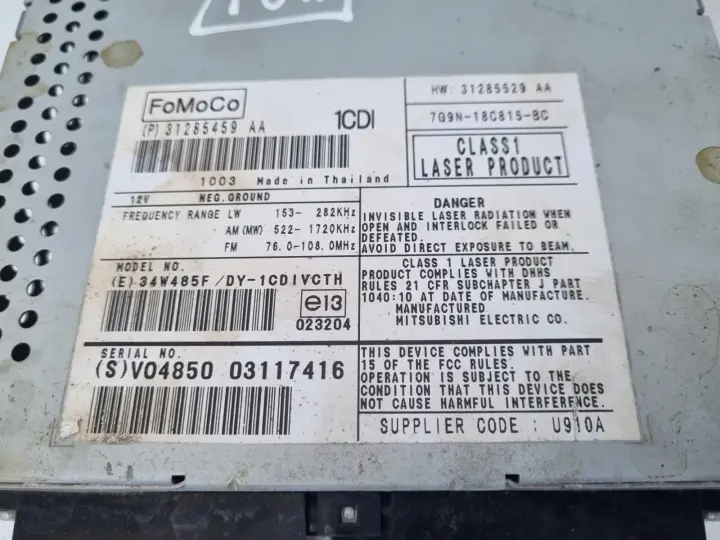 FoMoCo
1CDI
(P) 31285459 AA
1003 Made in Thailand
HW: 31285529 AA
7G9N-18C815-BC
CLASS1
LASER PRODUCT
12V NEG.GROUND
FREQUENCY RANGE LW 153- 282KHz
AM(MW) 522- 1720KHz
FM 76.0-108.0MHz
DANGER
INVISIBLE LASER RADIATION WHEN
OPEN AND INTERLOCK FAILED OR
DEFEATED.
AVOID DIRECT EXPOSURE TO BEAM.
MODEL NO.
(E)34W485F/DY-1CDIVCTH
e13
023204
CLASS 1 LASER PRODUCT
PRODUCT COMPLIES WITH DHHS
RULES 21 CFR SUBCHAPTER J PART
1040:10 AT DATE OF MANUFACTURE.
MANUFACTURED
MITSUBISHI ELECTRIC CO.
SERIAL NO.
(S)V04850 03117416
THIS DEVICE COMPLIES WITH PART
15 OF THE FCC RULES.
OPERATION IS SUBJECT TO THE
CONDITION THAT THIS DEVICE DOES
NOT CAUSE HARMFUL INTERFERENCE.
SUPPLIER CODE : U910A